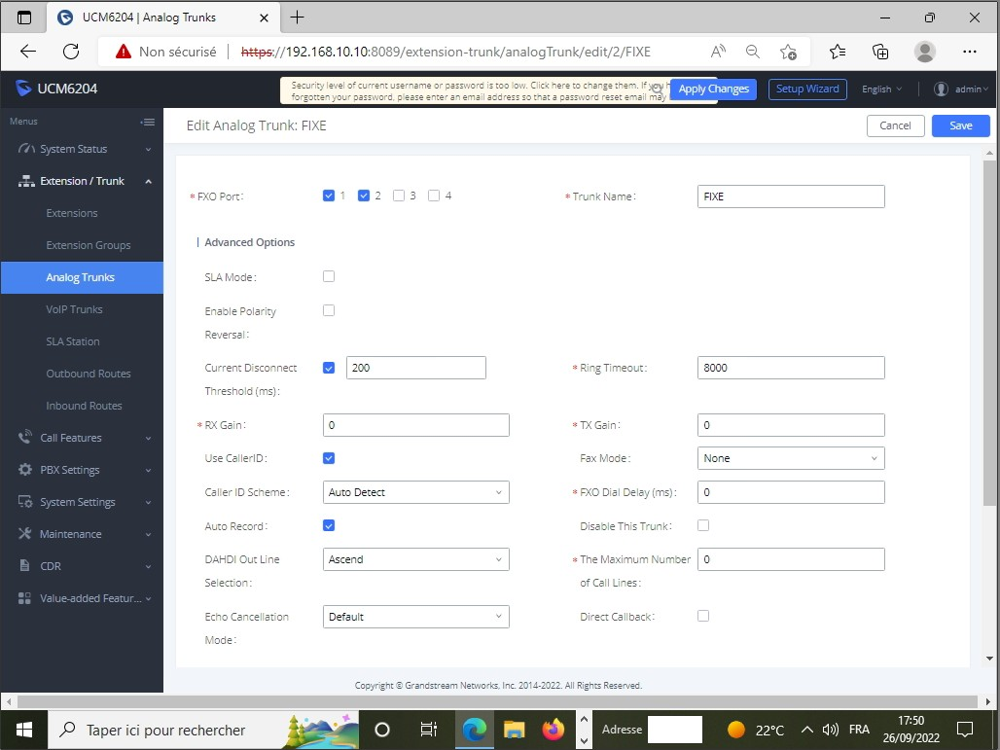 UCM6204 | Analog Trunks
Non sécurisé
https://192.168.10.10:8089/extension-trunk/analogTrunk/edit/2/FIXE
UCM6204
Security level of current username or password is too low. Click here to change them. If you h
forgotten your password, please enter an email address so that a password reset email may
Apply Changes
Setup Wizard
English
admin
Menus
System Status
Extension / Trunk
Extensions
Extension Groups
Analog Trunks
VoIP Trunks
SLA Station
Outbound Routes
Inbound Routes
Call Features
PBX Settings
System Settings
Maintenance
CDR
Value-added Featur...
Edit Analog Trunk: FIXE
Cancel
Save
* FXO Port: 1 2 3 4
* Trunk Name: FIXE
Advanced Options
SLA Mode:
Enable Polarity
Reversal:
Current Disconnect 200
Threshold (ms):
* Ring Timeout: 8000
* RX Gain: 0
* TX Gain: 0
Use CallerID:
Fax Mode: None
Caller ID Scheme: Auto Detect
* FXO Dial Delay (ms): 0
Auto Record:
Disable This Trunk:
DAHDI Out Line Ascend
Selection:
* The Maximum Number 0
of Call Lines:
Echo Cancellation Default
Mode:
Direct Callback:
Copyright © Grandstream Networks, Inc. 2014-2022. All Rights Reserved.
Taper ici pour rechercher
Adresse
22°C
FRA
17:50
26/09/2022